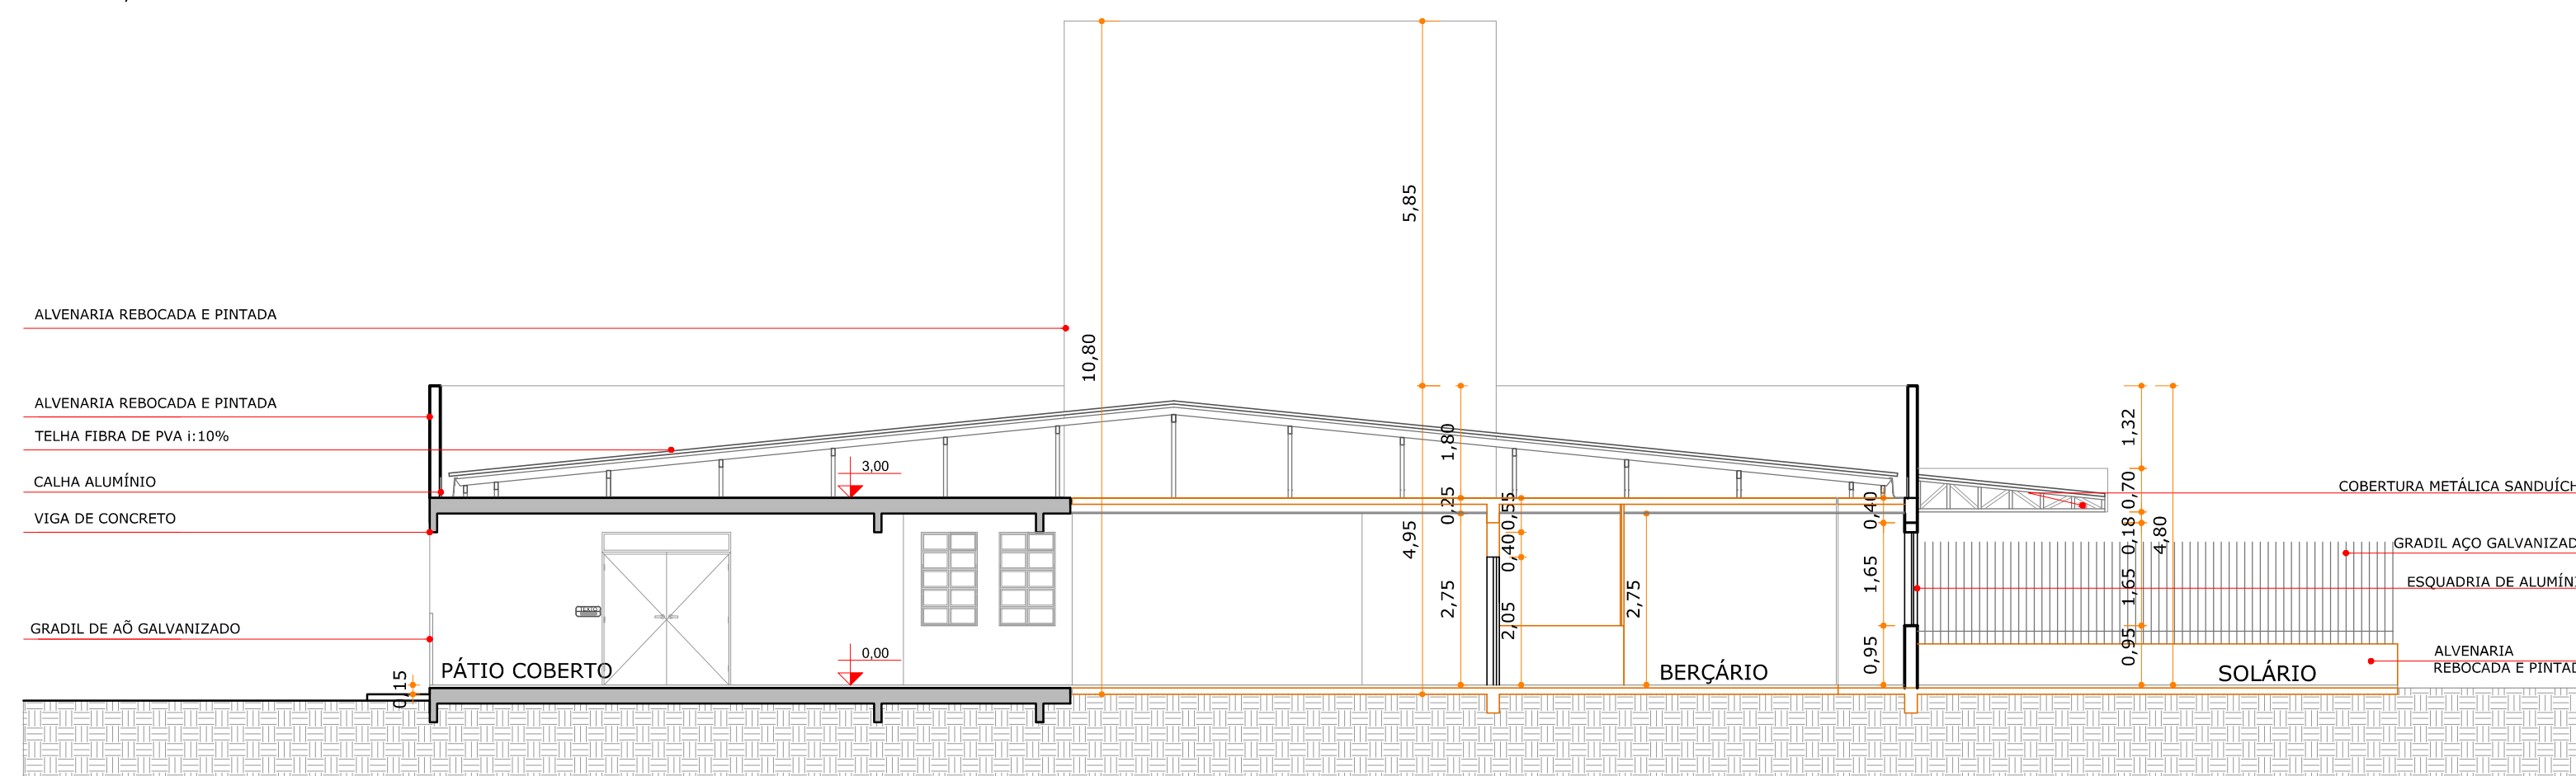 5,85
ALVENARIA REBOCADA E PINTADA
10,80
ALVENARIA REBOCADA E PINTADA
1,32
TELHA FIBRA DE PVA i:10%
1,80
3,00
CALHA ALUMÍNIO
0,25
0,55
0,40
0,70
COBERTURA METÁLICA SANDUÍCH
VIGA DE CONCRETO
4,95
0,40
0,18
4,80
GRADIL AÇO GALVANIZAD
2,75
2,05
2,75
1,65
1,65
ESQUADRIA DE ALUMÍN
GRADIL DE AÕ GALVANIZADO
0,00
0,95
0,95
ALVENARIA
REBOCADA E PINTAD
PÁTIO COBERTO
BERÇÁRIO
SOLÁRIO
0,15